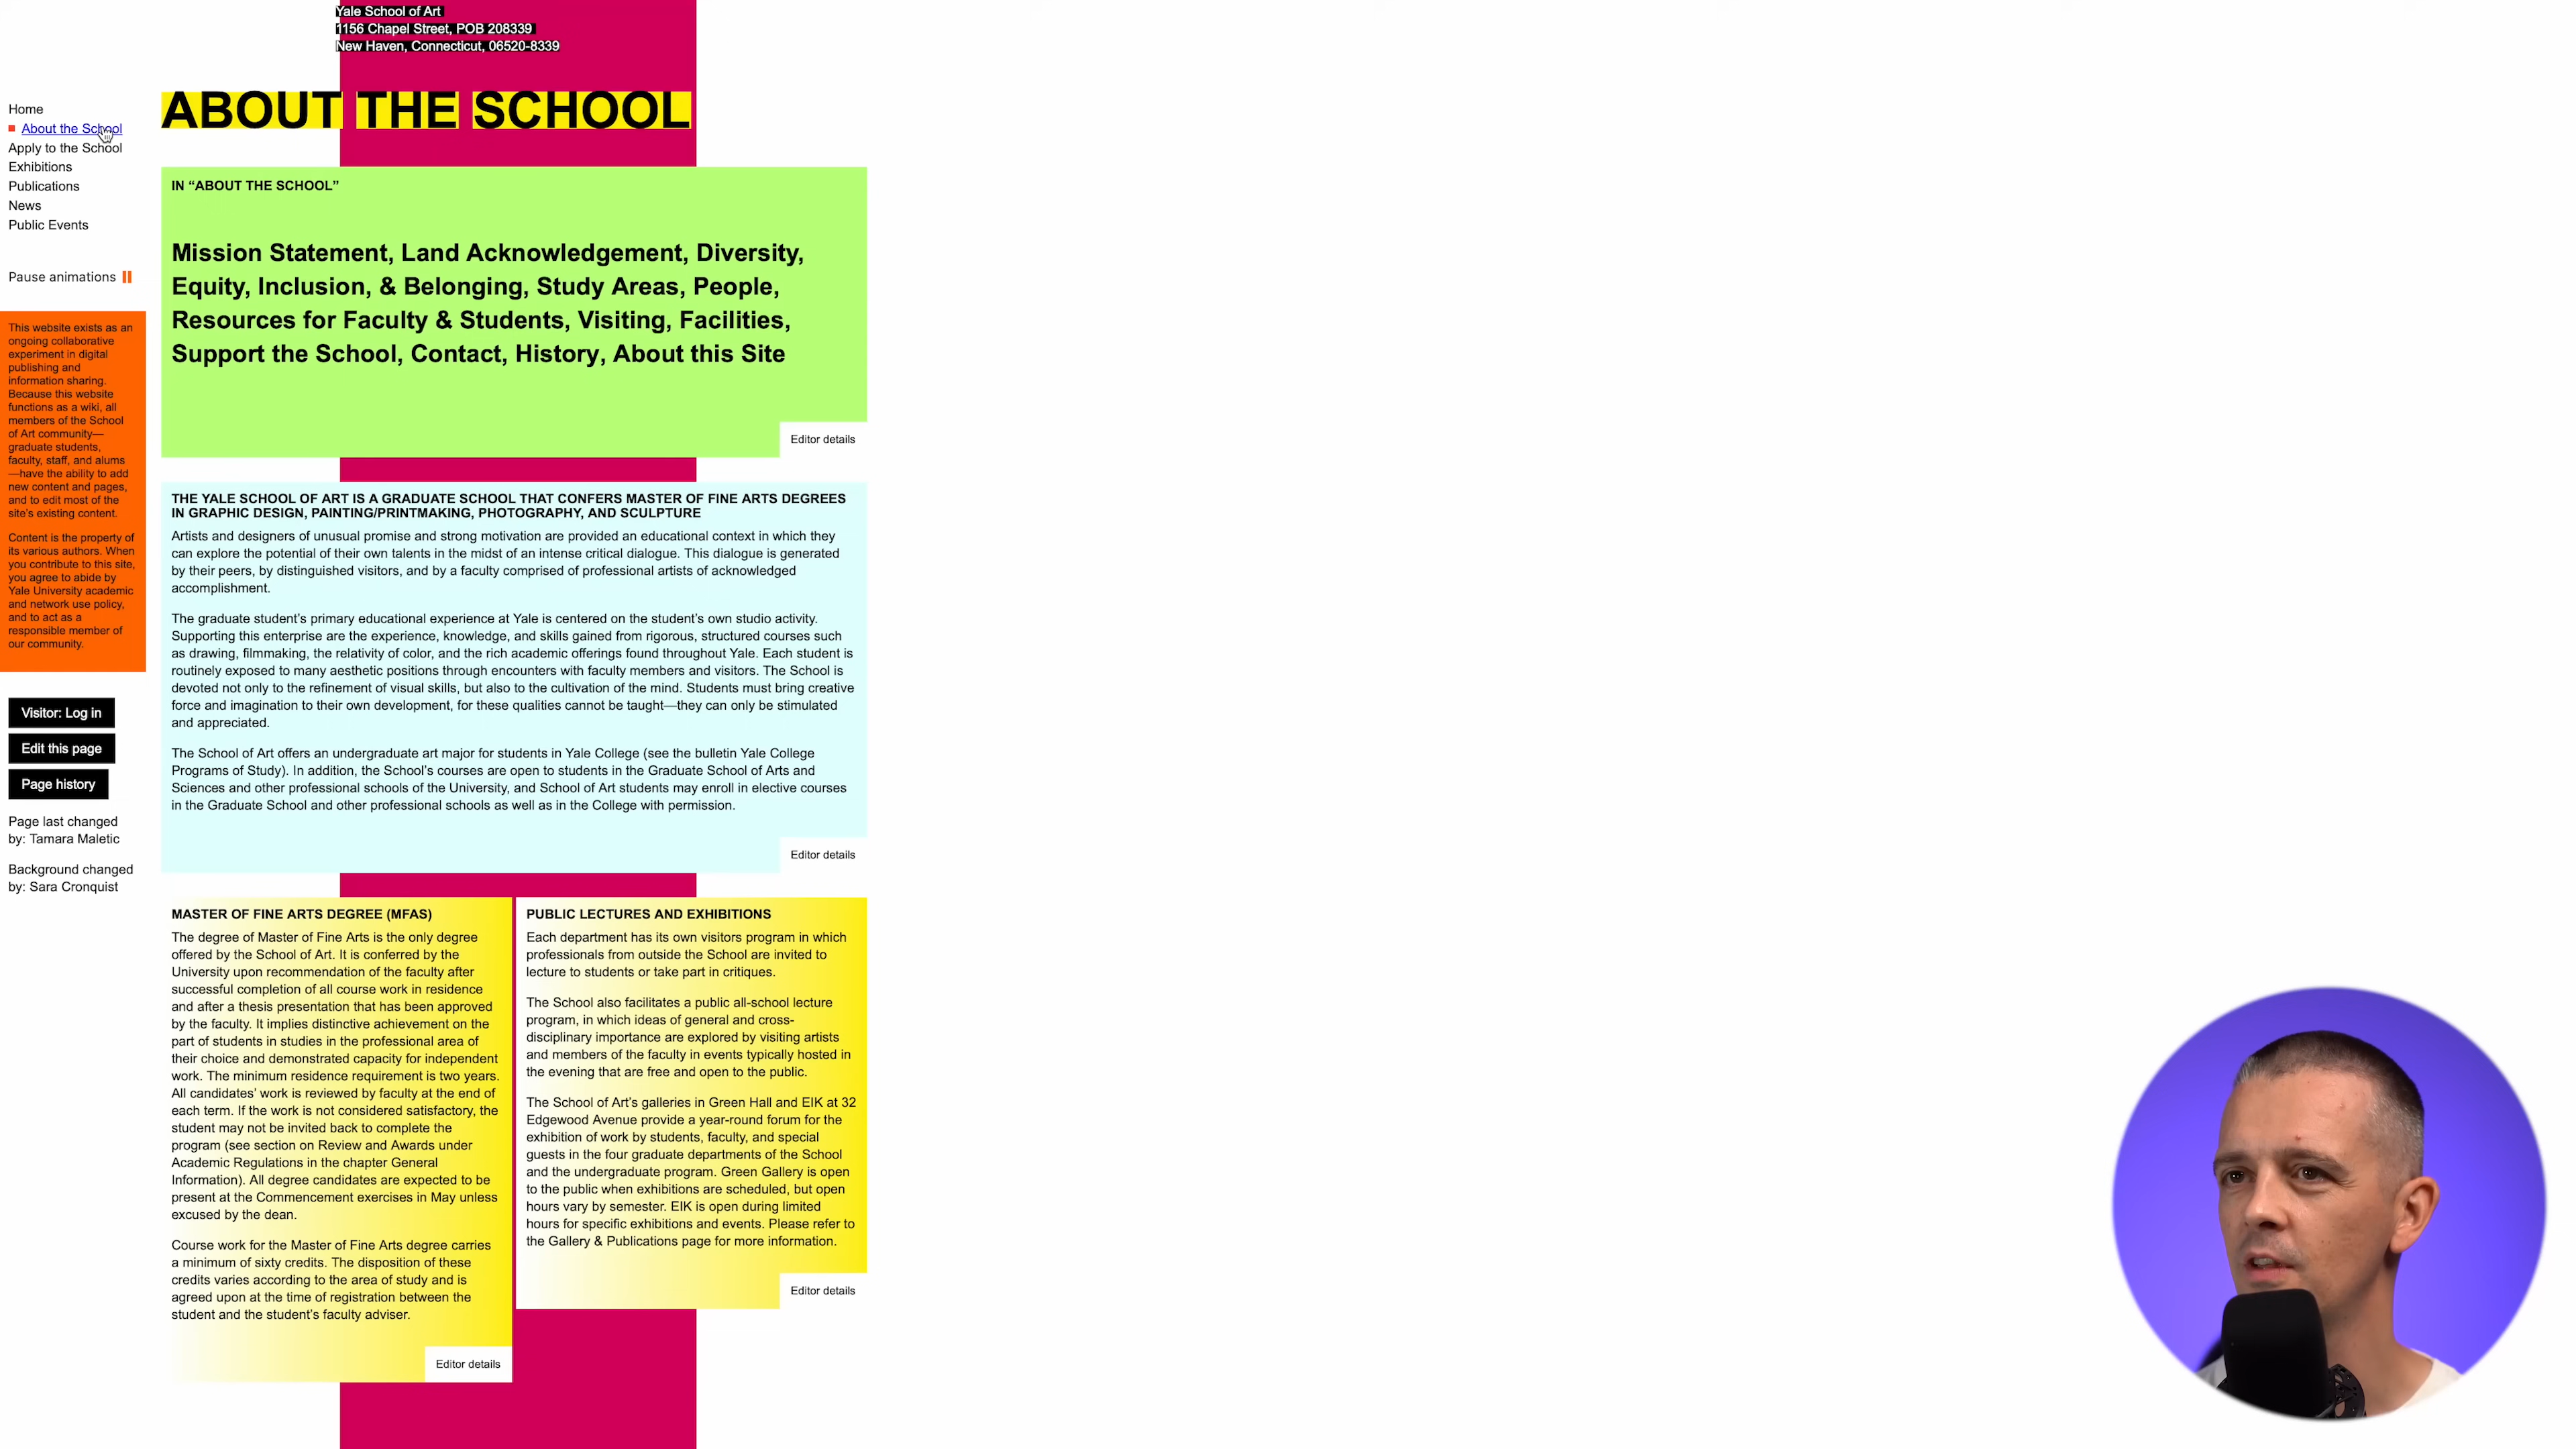 Yale School of Art
1156 Chapel Street, POB 208339
New Haven, Connecticut, 06520-8339
Home
About the School
Apply to the School
Exhibitions
Publications
News
Public Events
Pause animations
This website exists as an
ongoing collaborative
experiment in digital
publishing and
information sharing.
Because this website
functions as a wiki, all
members of the School
of Art community—
graduate students,
faculty, staff, and alums
—have the ability to add
new content and pages,
and to edit most of the
site's existing content.
Content is the property of
its various authors. When
you contribute to this site,
you agree to abide by
Yale University academic
and network use policy,
and to act as a
responsible member of
our community.
Visitor: Log in
Edit this page
Page history
Page last changed
by: Tamara Maletic
Background changed
by: Sara Cronquist
ABOUT THE SCHOOL
IN “ABOUT THE SCHOOL”
Mission Statement, Land Acknowledgement, Diversity,
Equity, Inclusion, & Belonging, Study Areas, People,
Resources for Faculty & Students, Visiting, Facilities,
Support the School, Contact, History, About this Site
Editor details
THE YALE SCHOOL OF ART IS A GRADUATE SCHOOL THAT CONFERS MASTER OF FINE ARTS DEGREES
IN GRAPHIC DESIGN, PAINTING/PRINTMAKING, PHOTOGRAPHY, AND SCULPTURE
Artists and designers of unusual promise and strong motivation are provided an educational context in which they
can explore the potential of their own talents in the midst of an intense critical dialogue. This dialogue is generated
by their peers, by distinguished visitors, and by a faculty comprised of professional artists of acknowledged
accomplishment.
The graduate student’s primary educational experience at Yale is centered on the student’s own studio activity.
Supporting this enterprise are the experience, knowledge, and skills gained from rigorous, structured courses such
as drawing, filmmaking, the relativity of color, and the rich academic offerings found throughout Yale. Each student is
routinely exposed to many aesthetic positions through encounters with faculty members and visitors. The School is
devoted not only to the refinement of visual skills, but also to the cultivation of the mind. Students must bring creative
force and imagination to their own development, for these qualities cannot be taught—they can only be stimulated
and appreciated.
The School of Art offers an undergraduate art major for students in Yale College (see the bulletin Yale College
Programs of Study). In addition, the School’s courses are open to students in the Graduate School of Arts and
Sciences and other professional schools of the University, and School of Art students may enroll in elective courses
in the Graduate School and other professional schools as well as in the College with permission.
Editor details
MASTER OF FINE ARTS DEGREE (MFAS)
The degree of Master of Fine Arts is the only degree
offered by the School of Art. It is conferred by the
University upon recommendation of the faculty after
successful completion of all course work in residence
and after a thesis presentation that has been approved
by the faculty. It implies distinctive achievement on the
part of students in studies in the professional area of
their choice and demonstrated capacity for independent
work. The minimum residence requirement is two years.
All candidates’ work is reviewed by faculty at the end of
each term. If the work is not considered satisfactory, the
student may not be invited back to complete the
program (see section on Review and Awards under
Academic Regulations in the chapter General
Information). All degree candidates are expected to be
present at the Commencement exercises in May unless
excused by the dean.
Course work for the Master of Fine Arts degree carries
a minimum of sixty credits. The disposition of these
credits varies according to the area of study and is
agreed upon at the time of registration between the
student and the student’s faculty adviser.
Editor details
PUBLIC LECTURES AND EXHIBITIONS
Each department has its own visitors program in which
professionals from outside the School are invited to
lecture to students or take part in critiques.
The School also facilitates a public all-school lecture
program, in which ideas of general and cross-
disciplinary importance are explored by visiting artists
and members of the faculty in events typically hosted in
the evening that are free and open to the public.
The School of Art’s galleries in Green Hall and EIK at 32
Edgewood Avenue provide a year-round forum for the
exhibition of work by students, faculty, and special
guests in the four graduate departments of the School
and the undergraduate program. Green Gallery is open
to the public when exhibitions are scheduled, but open
hours vary by semester. EIK is open during limited
hours for specific exhibitions and events. Please refer to
the Gallery & Publications page for more information.
Editor details